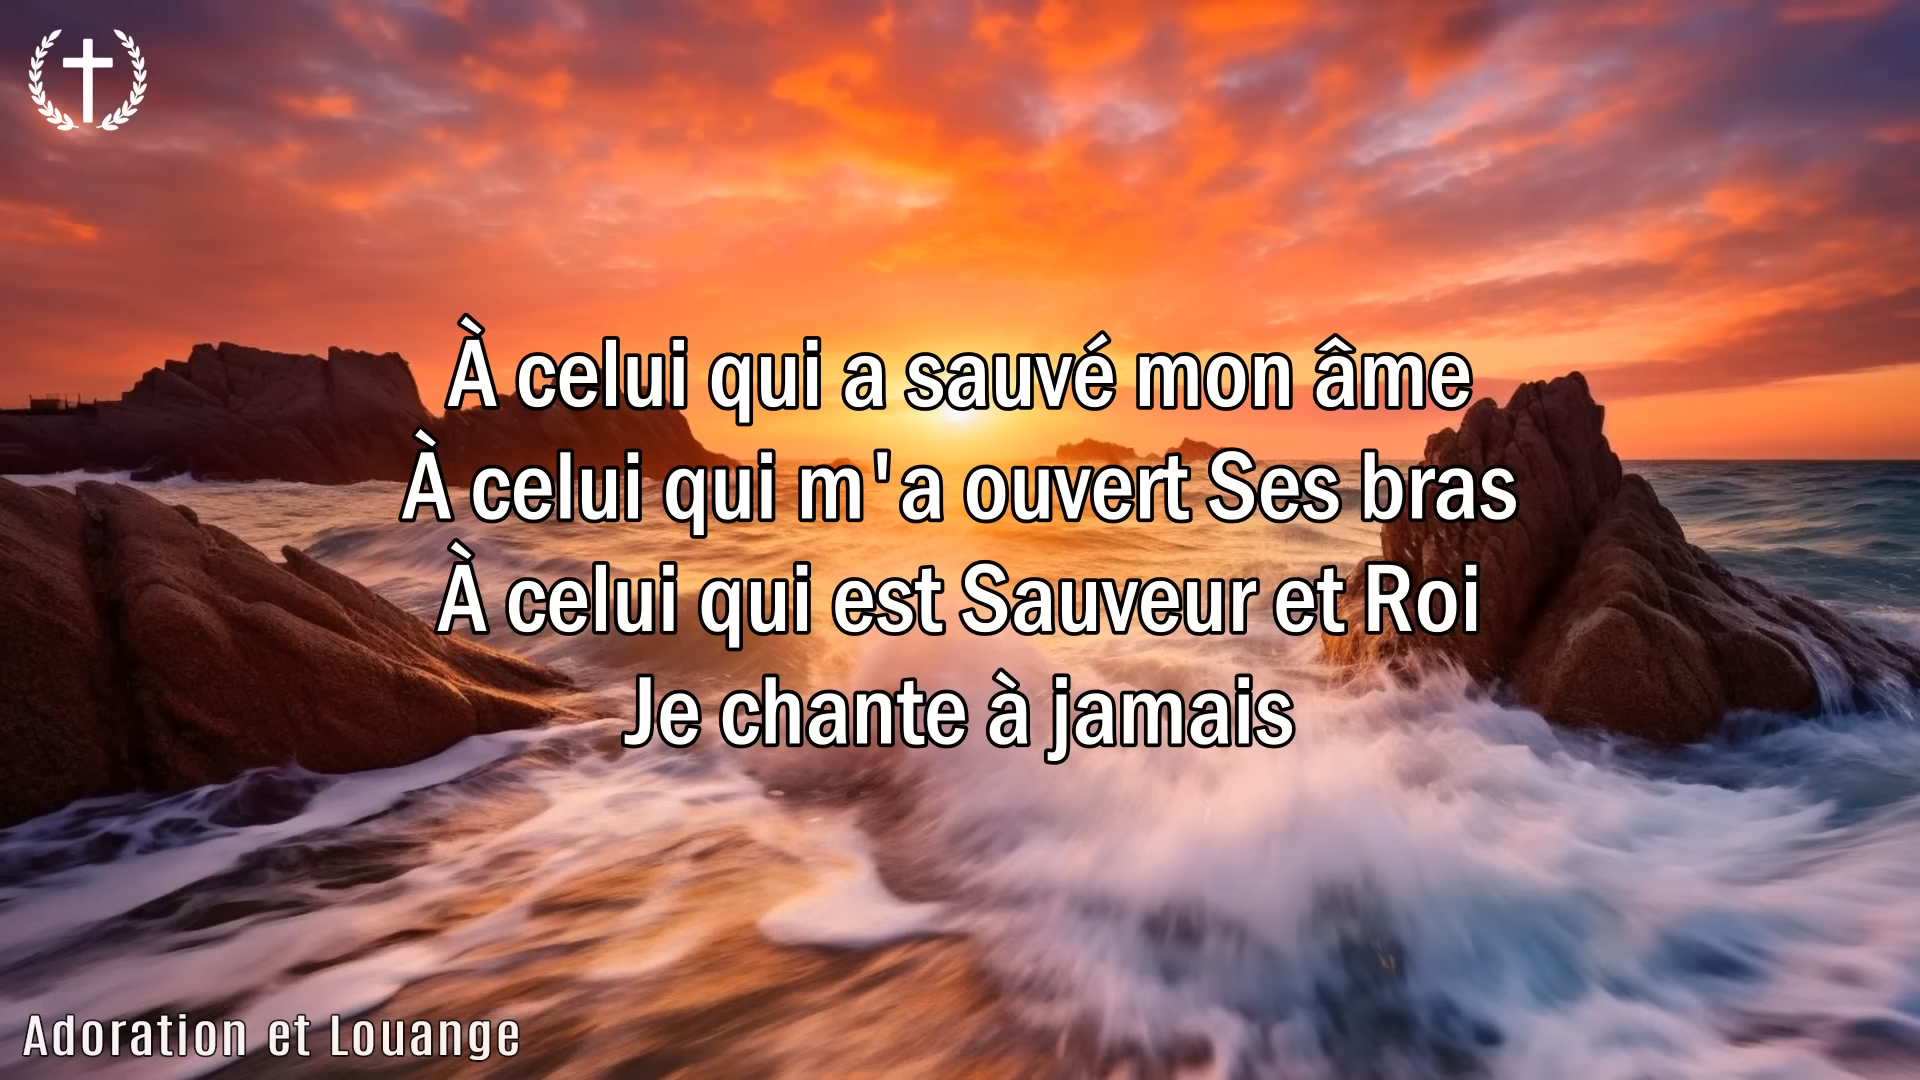 À celui qui a sauvé mon âme
À celui qui m'a ouvert Ses bras
À celui qui est Sauveur et Roi
Je chante à jamais
Adoration et Louange